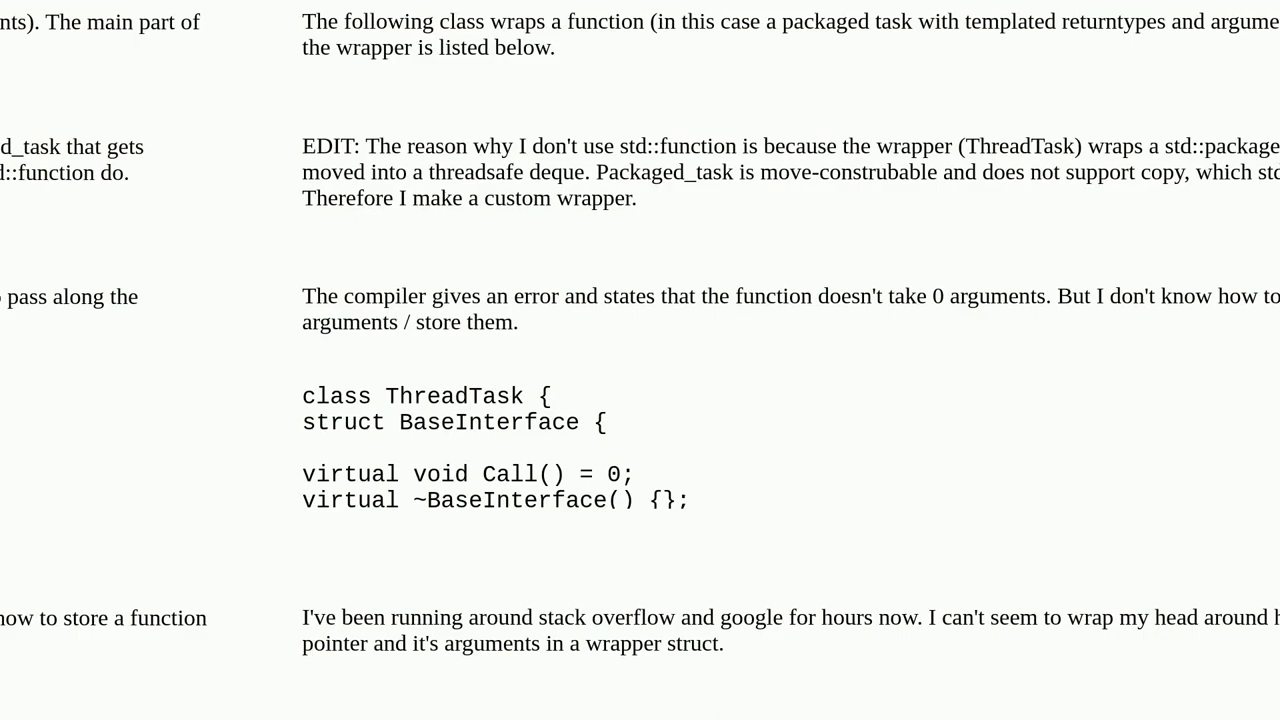 nts). The main part of
d_task that gets
d::function do.
pass along the
how to store a function
The following class wraps a function (in this case a packaged task with templated returntypes and argume
the wrapper is listed below.
EDIT: The reason why I don't use std::function is because the wrapper (ThreadTask) wraps a std::package
moved into a threadsafe deque. Packaged_task is move-construbable and does not support copy, which std
Therefore I make a custom wrapper.
The compiler gives an error and states that the function doesn't take 0 arguments. But I don't know how to
arguments / store them.
class ThreadTask {
struct BaseInterface {
virtual void Call() = 0;
virtual ~BaseInterface() {};
I've been running around stack overflow and google for hours now. I can't seem to wrap my head around h
pointer and it's arguments in a wrapper struct.